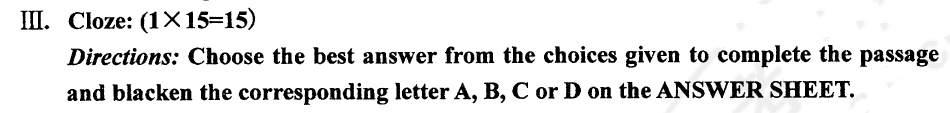 III. Cloze: (1×15=15)
Directions: Choose the best answer from the choices given to complete the passage
and blacken the corresponding letter A, B, C or D on the ANSWER SHEET.